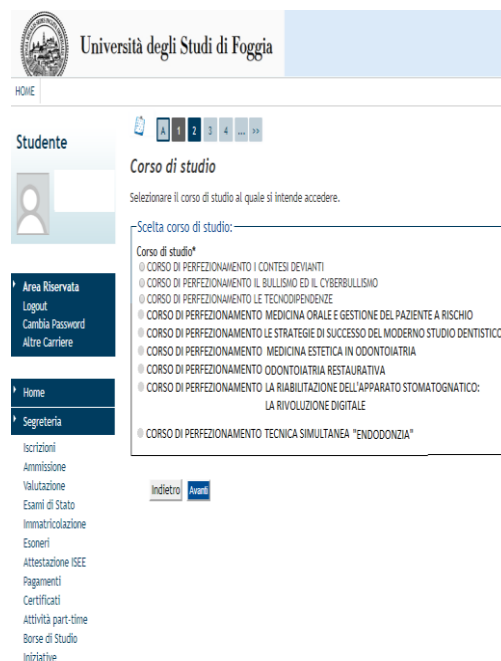 Università degli Studi di Foggia
HOME
Studente
A 1 2 3 4 ... >>
Corso di studio
Selezionare il corso di studio al quale si intende accedere.
Scelta corso di studio:
Corso di studio*
CORSO DI PERFEZIONAMENTO I CONTESI DEVIANTI
CORSO DI PERFEZIONAMENTO IL BULLISMO ED IL CYBERBULLISMO
CORSO DI PERFEZIONAMENTO LE TECNODIPENDENZE
CORSO DI PERFEZIONAMENTO MEDICINA ORALE E GESTIONE DEL PAZIENTE A RISCHIO
CORSO DI PERFEZIONAMENTO LE STRATEGIE DI SUCCESSO DEL MODERNO STUDIO DENTISTICO
CORSO DI PERFEZIONAMENTO MEDICINA ESTETICA IN ODONTOIATRIA
CORSO DI PERFEZIONAMENTO ODONTOIATRIA RESTAURATIVA
CORSO DI PERFEZIONAMENTO LA RIABILITAZIONE DELL'APPARATO STOMATOGNATICO:
LA RIVOLUZIONE DIGITALE
CORSO DI PERFEZIONAMENTO TECNICA SIMULTANEA "ENDODONZIA"
Indietro Avanti
Area Riservata
Logout
Cambia Password
Altre Carriere
Home
Segreteria
Iscrizioni
Ammissione
Valutazione
Esami di Stato
Immatricolazione
Esoneri
Attestazione ISEE
Pagamenti
Certificati
Attività part-time
Borse di Studio
Iniziative